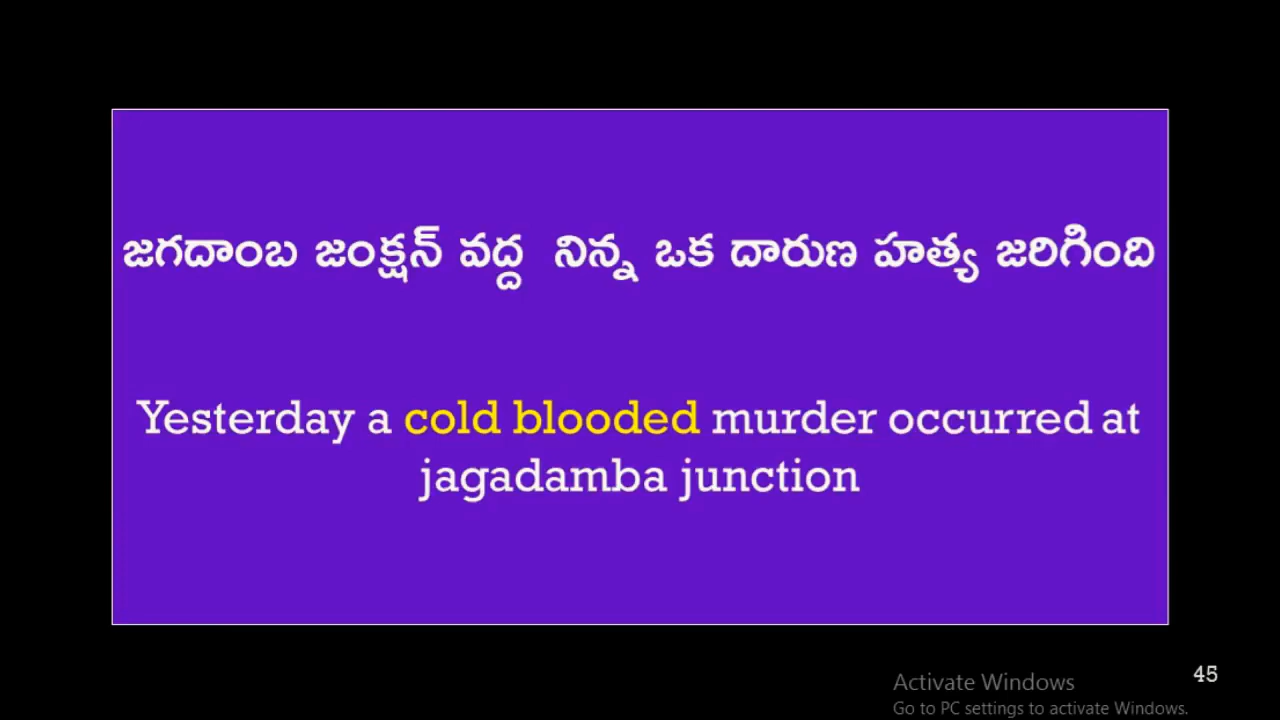 జగదాంబ జంక్షన్ వద్ద నిన్న ఒక దారుణ హత్య జరిగింది
Yesterday a cold blooded murder occurred at
jagadamba junction
45
Activate Windows
Go to PC settings to activate Windows.